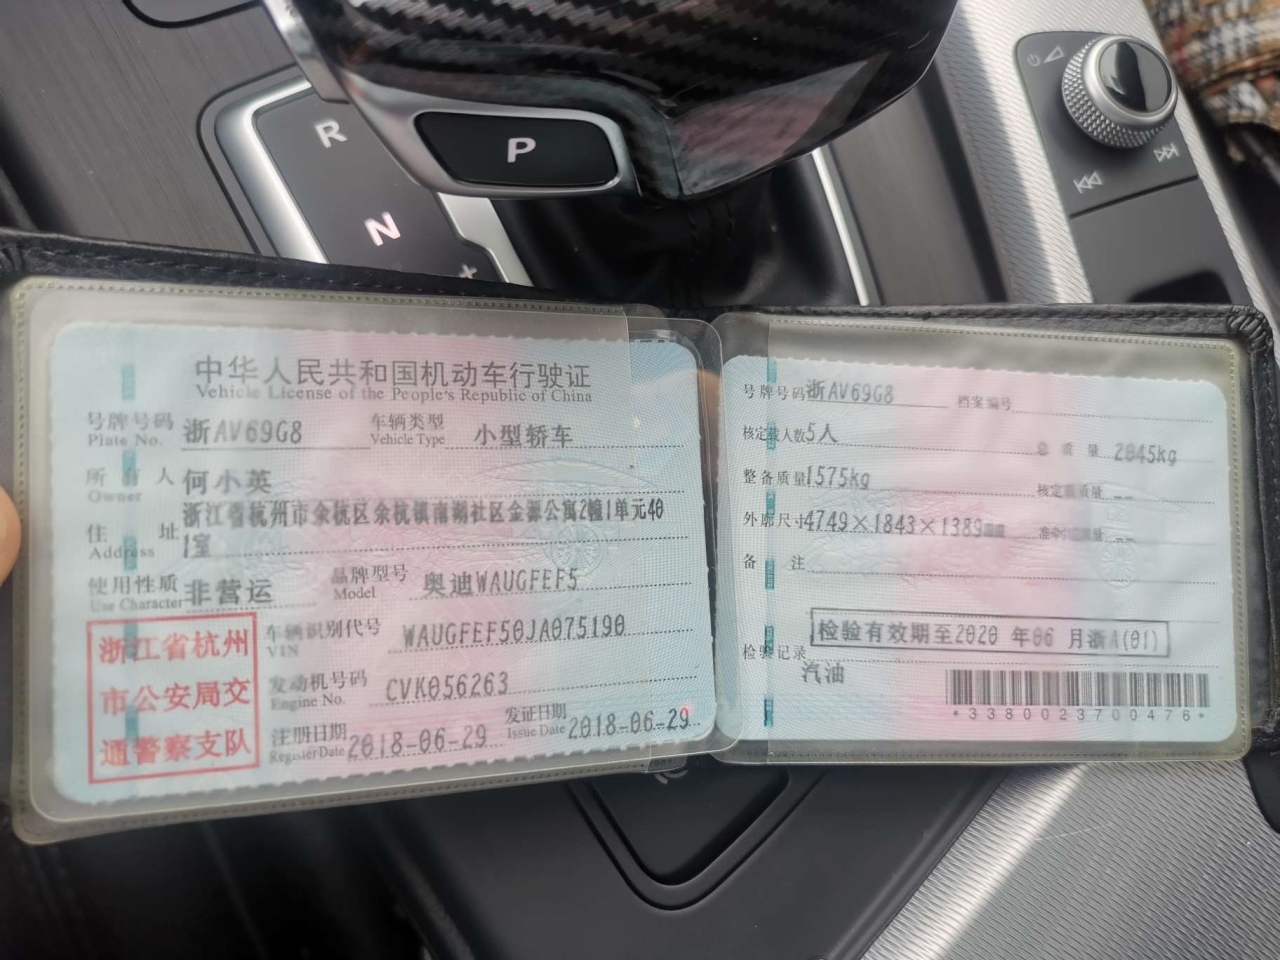 R
P
N
中华人民共和国机动车行驶证
Vehicle License of the People's Republic of China
号牌号码 浙AV69G8 车辆类型 小型轿车
Plate No. Vehicle Type
所有人 何小英
Owner
住址 浙江省杭州市余杭区余杭镇南湖社区金源公寓2幢1单元40
Address 1室
使用性质 非营运 品牌型号 奥迪WAUGFEF5
Use Character Model
浙江省杭州
市公安局交
通警察支队
车辆识别代号 WAUGFEF50JA075190
VIN
发动机号码 CVK056263
Engine No.
注册日期 2018-06-29 发证日期 2018-06-29
Register Date Issue Date
号牌号码 浙AV69G8 档案编号
核定载人数 5人 总质量 2045kg
整备质量 1575kg 核定载质量 --
外廓尺寸 4749×1843×1389mm 准牵引总质量 --
备注
检验有效期至2020年06月浙A(01)
检验记录
汽油
*3380023700476*